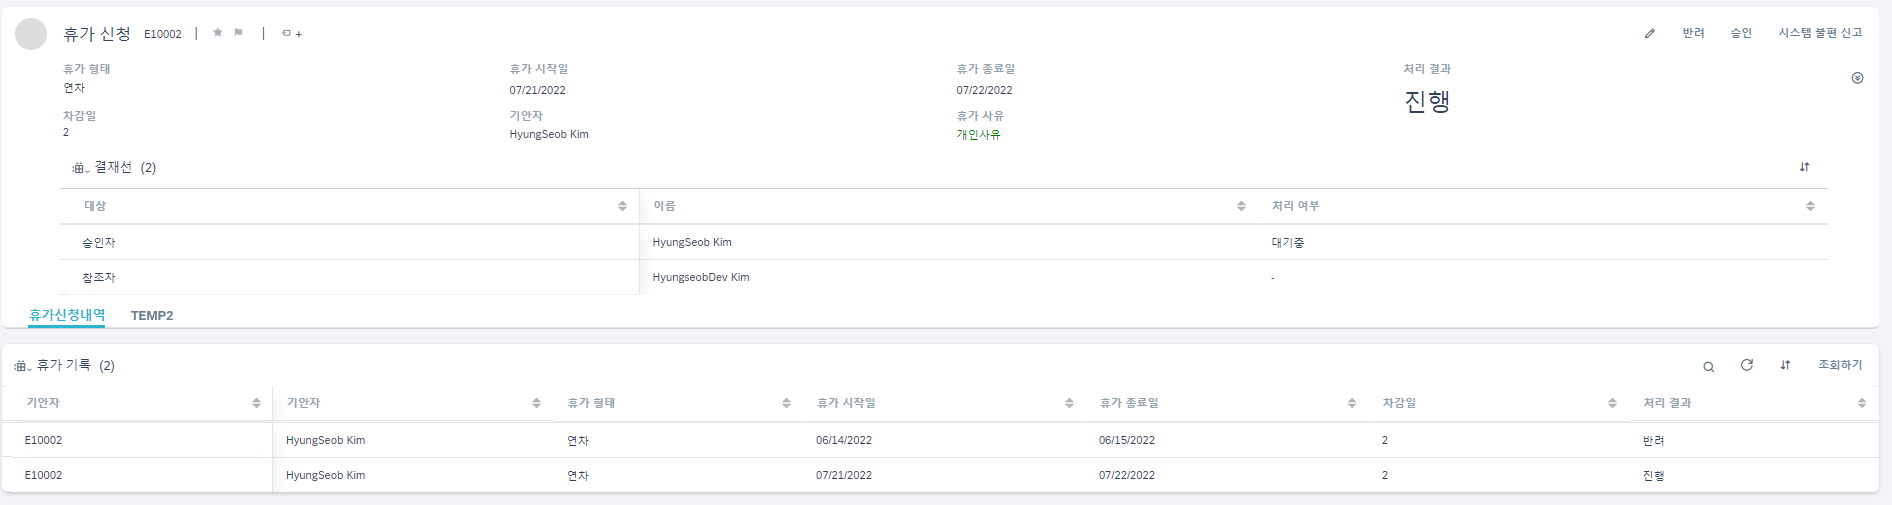 휴가 신청 E10002 | | +
반려 승인 시스템 불편 신고
휴가 형태 휴가 시작일 휴가 종료일 처리 결과
연차 07/21/2022 07/22/2022 진행
차감일 기안자 휴가 사유
2 HyungSeob Kim 개인사유
결재선 (2)
대상 이름 처리 여부
승인자 HyungSeob Kim 대기중
참조자 HyungseobDev Kim -
휴가신청내역 TEMP2
휴가 기록 (2) 조회하기
기안자 기안자 휴가 형태 휴가 시작일 휴가 종료일 차감일 처리 결과
E10002 HyungSeob Kim 연차 06/14/2022 06/15/2022 2 반려
E10002 HyungSeob Kim 연차 07/21/2022 07/22/2022 2 진행